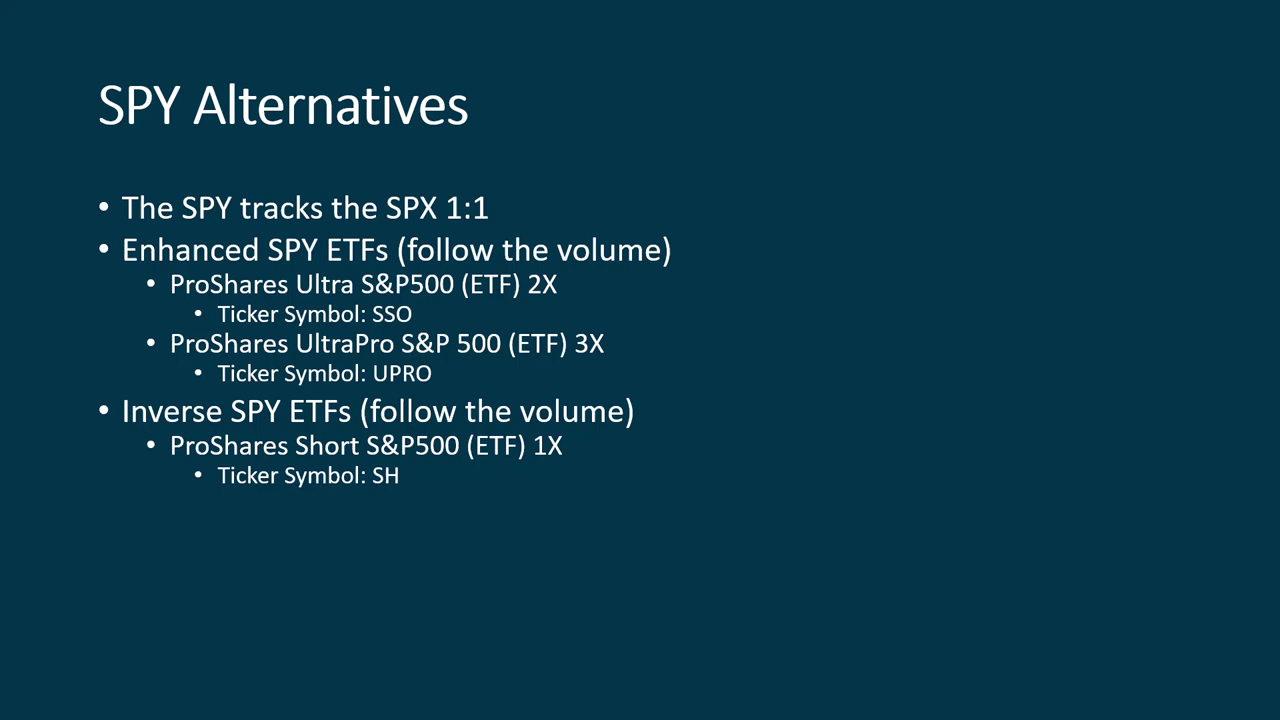 SPY Alternatives
• The SPY tracks the SPX 1:1
• Enhanced SPY ETFs (follow the volume)
• ProShares Ultra S&P500 (ETF) 2X
• Ticker Symbol: SSO
• ProShares UltraPro S&P 500 (ETF) 3X
• Ticker Symbol: UPRO
• Inverse SPY ETFs (follow the volume)
• ProShares Short S&P500 (ETF) 1X
• Ticker Symbol: SH